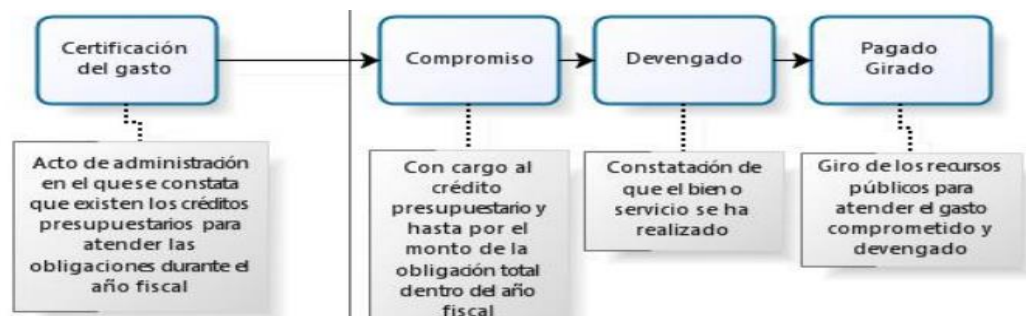 Certificación
del gasto
Compromiso
Devengado
Pagado
Girado
Acto de administración
en el que se constata
que existen los créditos
presupuestarios para
atender las
obligaciones durante el
año fiscal
Con cargo al
crédito
presupuestario y
hasta por el
monto de la
obligación total
dentro del año
fiscal
Constatación de
que el bien o
servicio se ha
realizado
Giro de los recursos
públicos para
atender el gasto
comprometido y
devengado